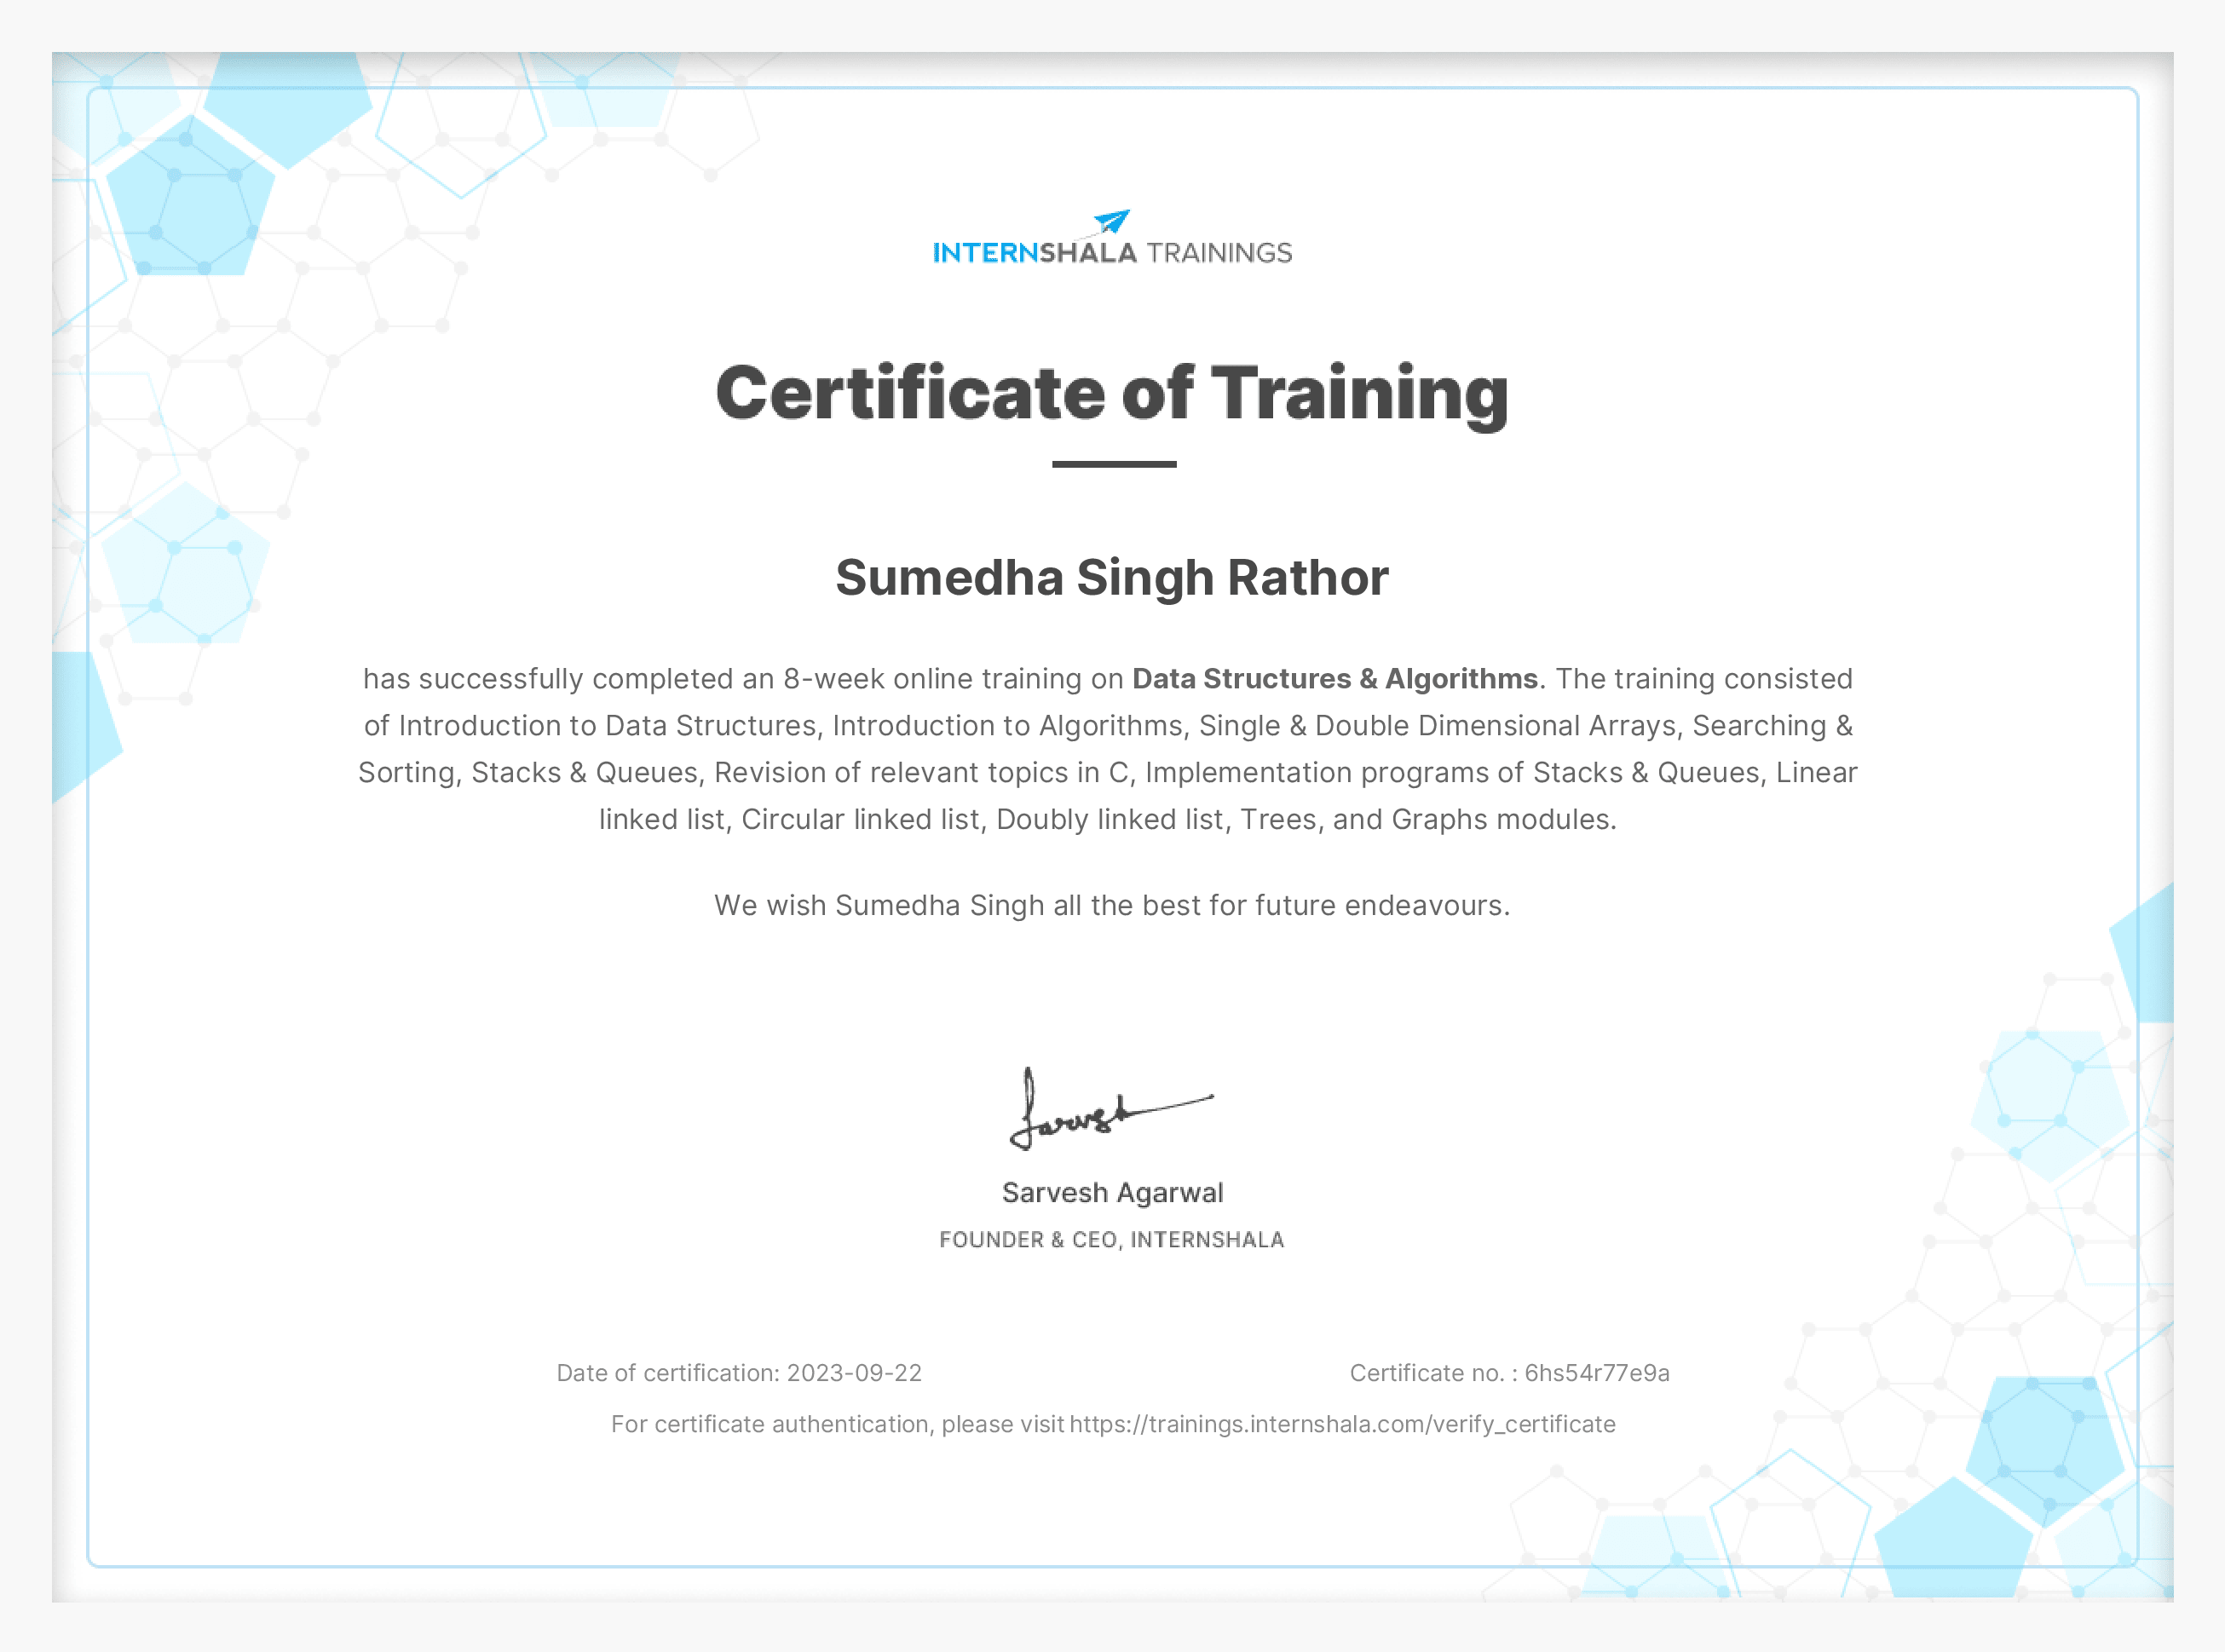 INTERNSHALA TRAININGS
Certificate of Training
Sumedha Singh Rathor
has successfully completed an 8-week online training on Data Structures & Algorithms. The training consisted
of Introduction to Data Structures, Introduction to Algorithms, Single & Double Dimensional Arrays, Searching &
Sorting, Stacks & Queues, Revision of relevant topics in C, Implementation programs of Stacks & Queues, Linear
linked list, Circular linked list, Doubly linked list, Trees, and Graphs modules.
We wish Sumedha Singh all the best for future endeavours.
Sarvesh
Sarvesh Agarwal
FOUNDER & CEO, INTERNSHALA
Date of certification: 2023-09-22
Certificate no. : 6hs54r77e9a
For certificate authentication, please visit https://trainings.internshala.com/verify_certificate